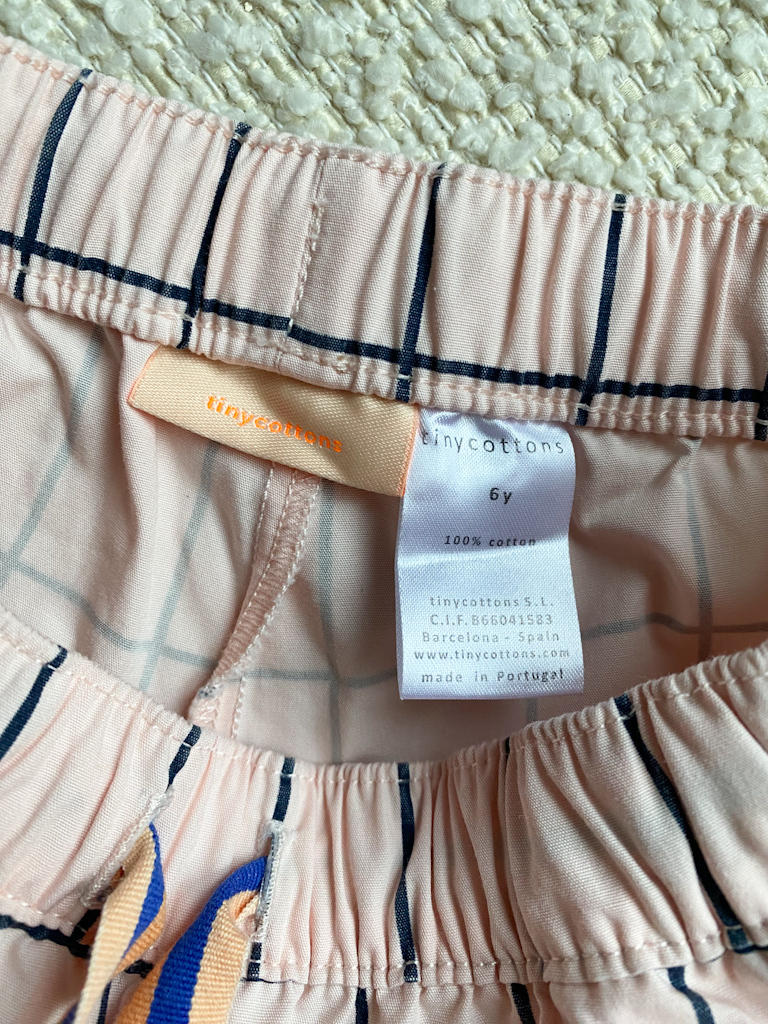 tinycottons
tinycottons
6y
100% cotton
tinycottons S.L.
C.I.F. B66041583
Barcelona - Spain
www.tinycottons.com
made in Portugal